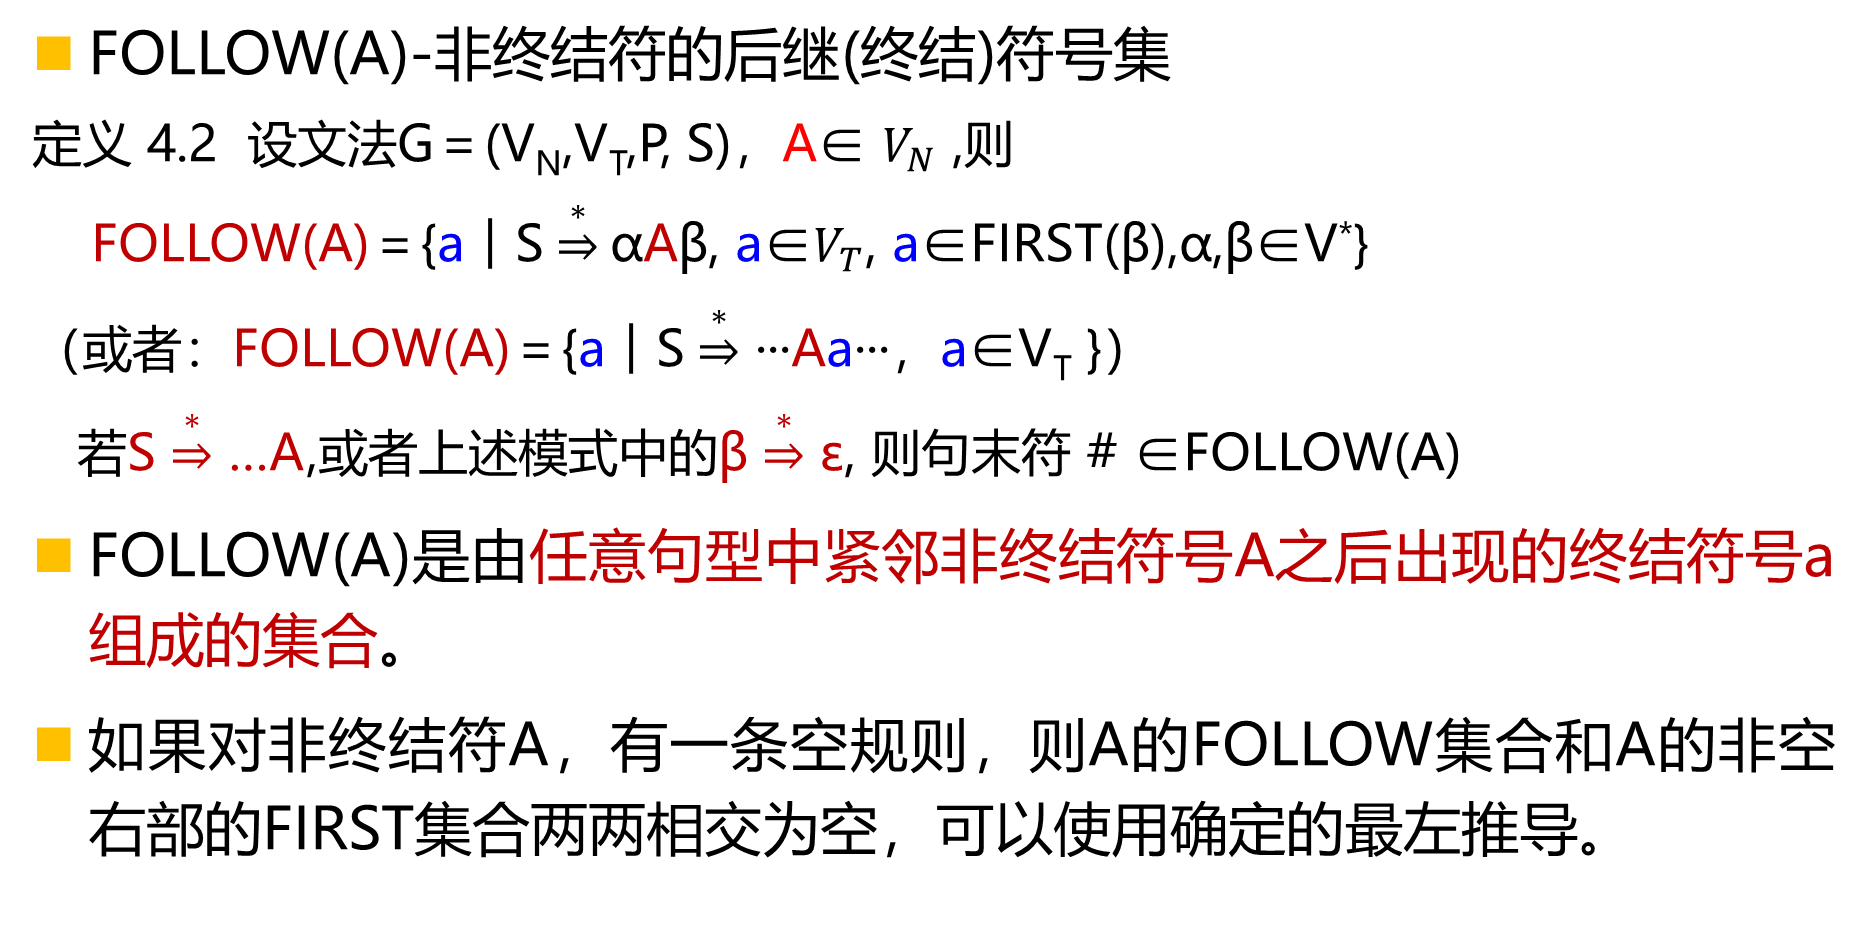 FOLLOW(A)-非终结符的后继(终结)符号集
定义 4.2 设文法G＝(V_N,V_T,P, S)，A∈ V_N ,则
FOLLOW(A)＝{a｜S ⇒* αAβ, a∈V_T, a∈FIRST(β),α,β∈V*}
(或者：FOLLOW(A)＝{a｜S ⇒* ···Aa···，a∈V_T })
若S ⇒* …A,或者上述模式中的β ⇒* ε, 则句末符 # ∈FOLLOW(A)
FOLLOW(A)是由任意句型中紧邻非终结符号A之后出现的终结符号a
组成的集合。
如果对非终结符A，有一条空规则，则A的FOLLOW集合和A的非空
右部的FIRST集合两两相交为空，可以使用确定的最左推导。